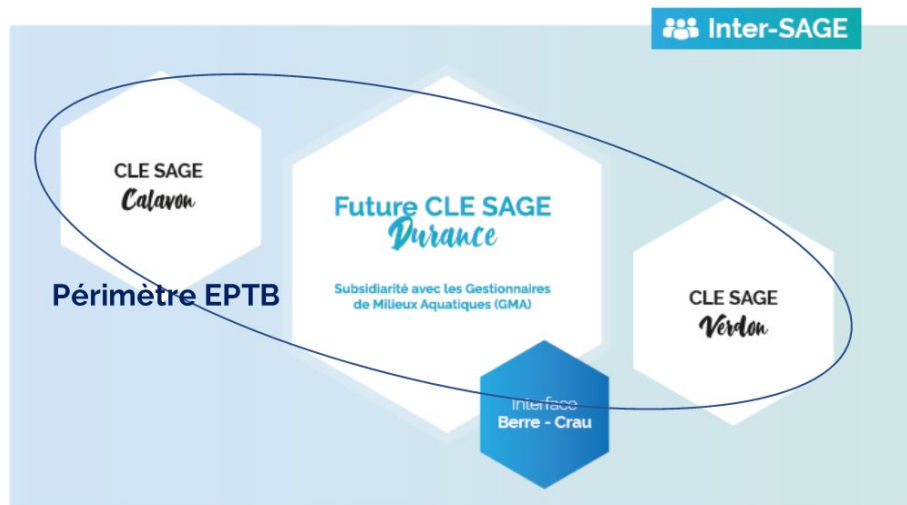 Inter-SAGE
CLE SAGE
Calavon
Future CLE SAGE
Durance
Subsidiarité avec les Gestionnaires
de Milieux Aquatiques (GMA)
Périmètre EPTB
CLE SAGE
Verdon
Interface
Berre - Crau